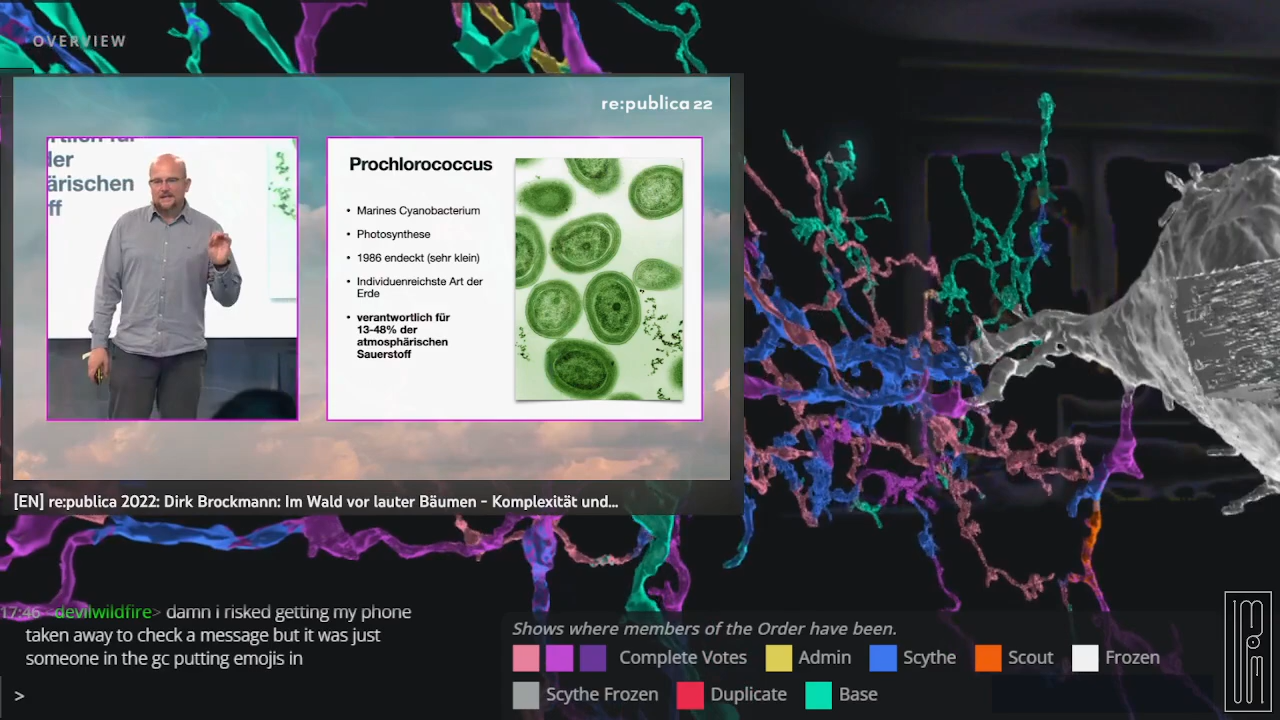 OVERVIEW
re:publica 22
der
ärischen
ff
Prochlorococcus
• Marines Cyanobacterium
• Photosynthese
• 1986 endeckt (sehr klein)
• Individuenreichste Art der
Erde
• verantwortlich für
13-48% der
atmosphärischen
Sauerstoff
[EN] re:publica 2022: Dirk Brockmann: Im Wald vor lauter Bäumen - Komplexität und...
17:46 <devilwildfire> damn i risked getting my phone
taken away to check a message but it was just
someone in the gc putting emojis in
>
Shows where members of the Order have been.
Complete Votes Admin Scythe Scout Frozen
Scythe Frozen Duplicate Base